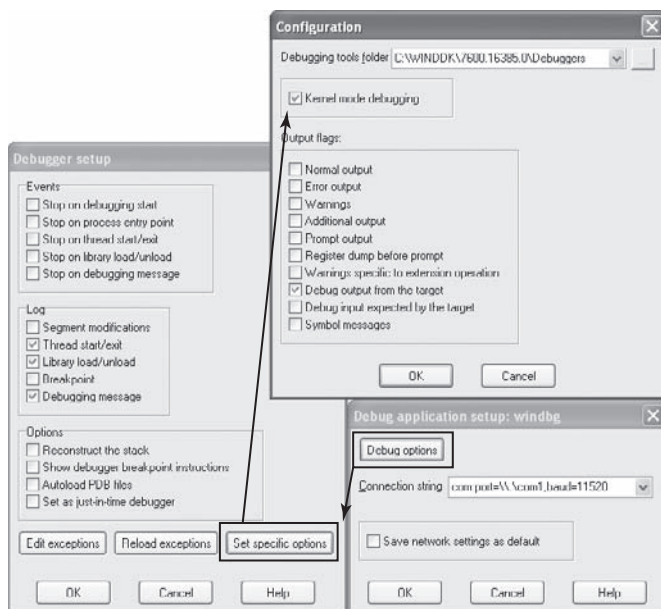 Configuration
Debugging tools folder C:\WINDDK\7600.16385.0\Debuggers
...
Kernel mode debugging
Output flags:
Normal output
Error output
Warnings
Additional output
Prompt output
Register dump before prompt
Warnings specific to extension operation
Debug output from the target
Debug input expected by the target
Symbol messages
OK
Cancel
Debugger setup
Events
Stop on debugging start
Stop on process entry point
Stop on thread start/exit
Stop on library load/unload
Stop on debugging message
Log
Segment modifications
Thread start/exit
Library load/unload
Breakpoint
Debugging message
Options
Reconstruct the stack
Show debugger breakpoint instructions
Autoload PDB files
Set as just-in-time debugger
Edit exceptions
Reload exceptions
Set specific options
OK
Cancel
Help
Debug application setup: windbg
Debug options
Connection string com:port=\\.\com1,baud=11520
Save network settings as default
OK
Cancel
Help